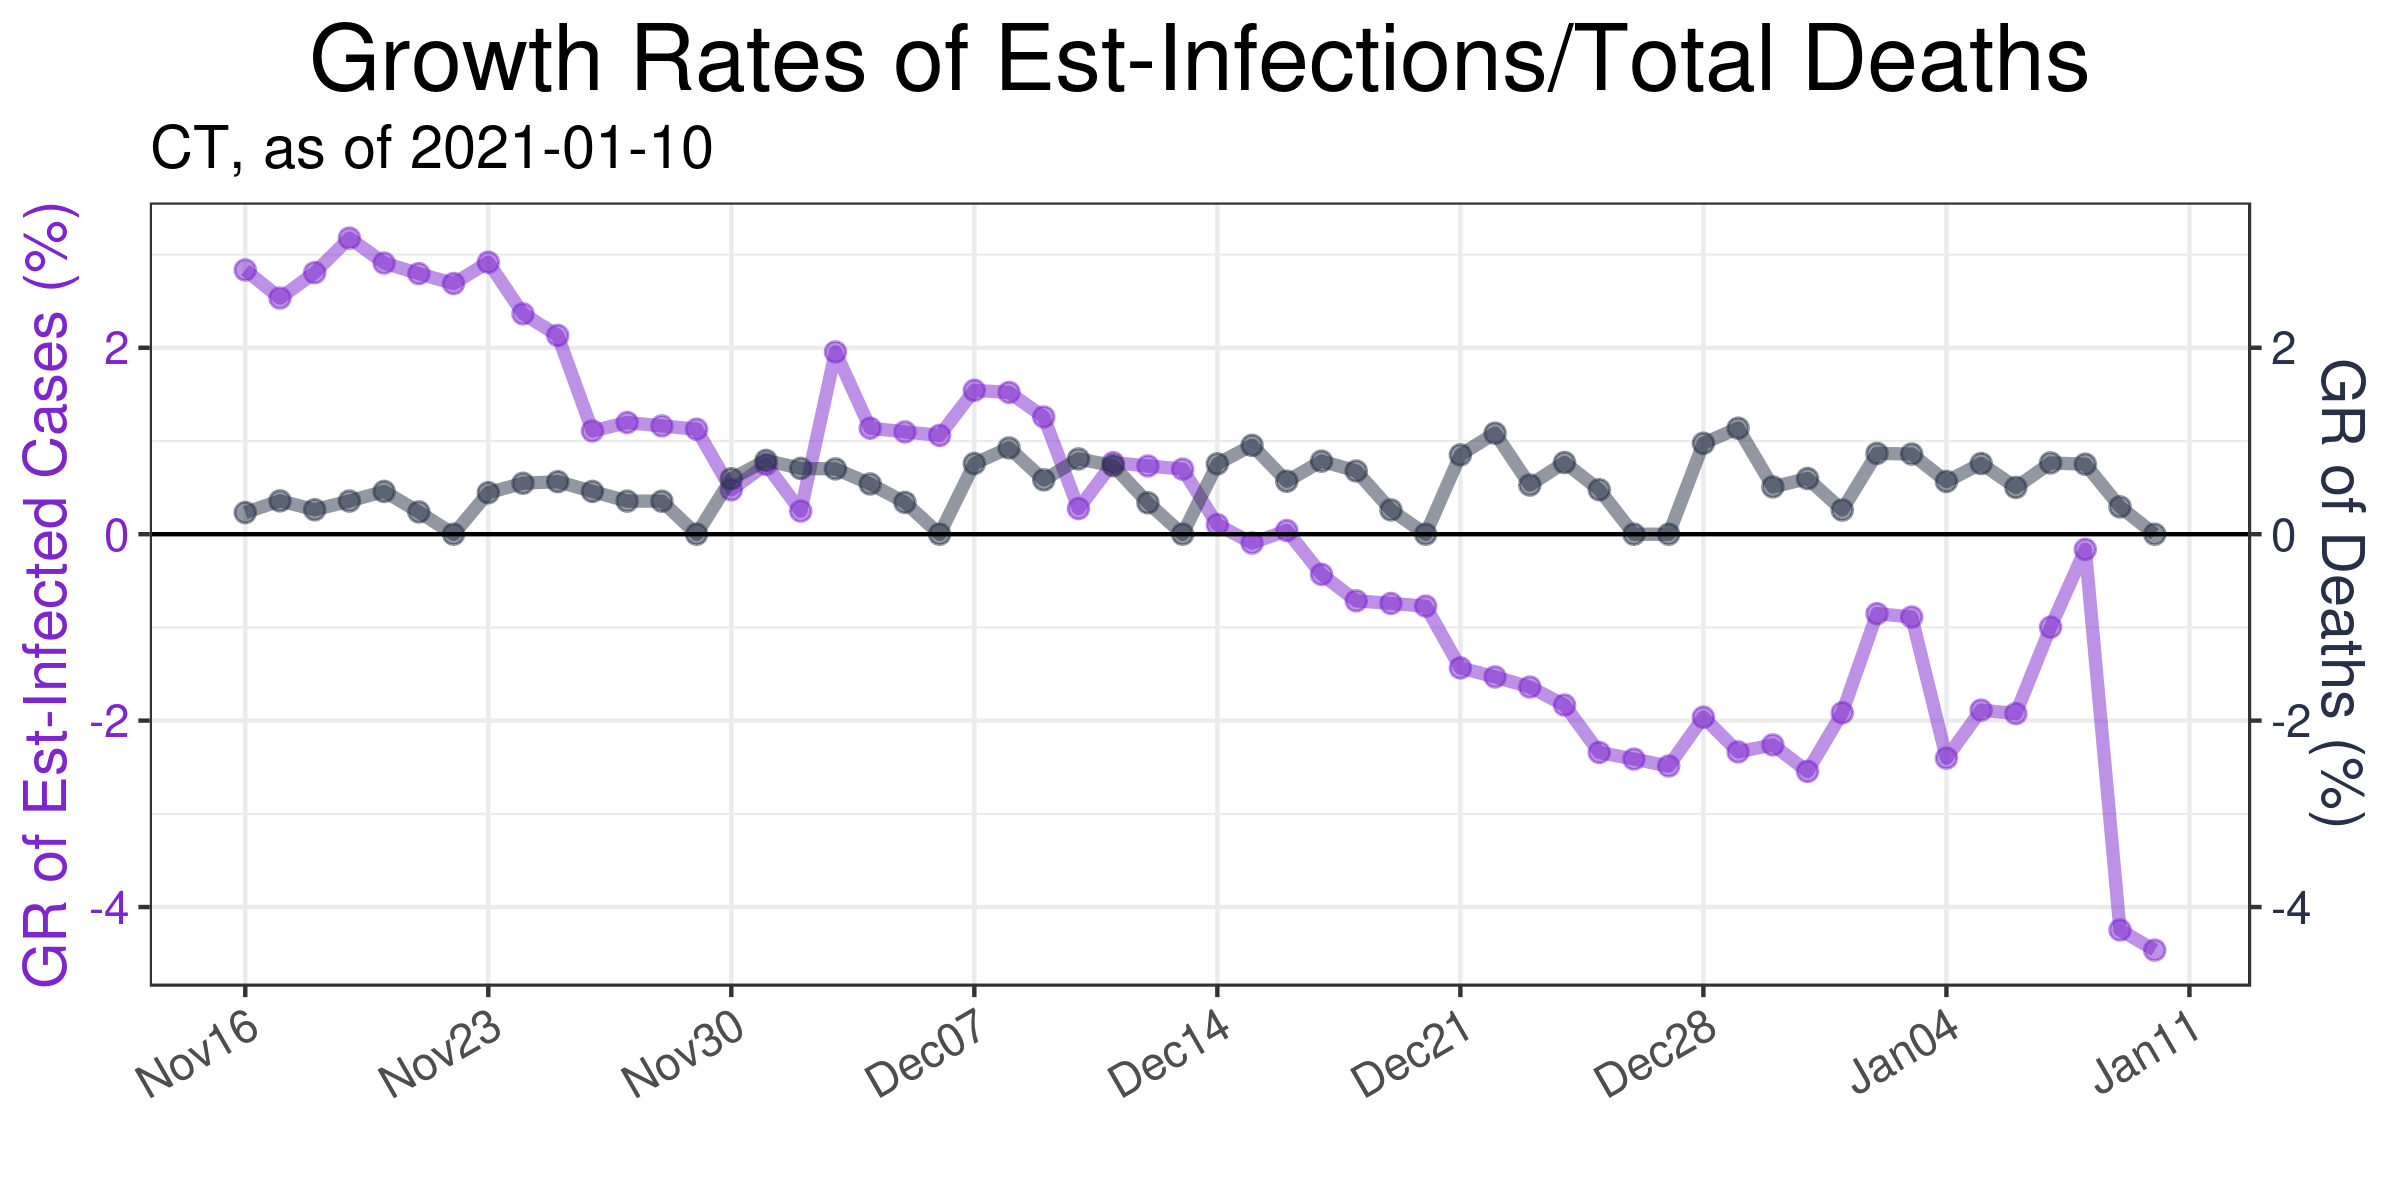 Growth Rates of Est-Infections/Total Deaths
CT, as of 2021-01-10
GR of Est-Infected Cases (%)
2
0
-2
-4
2
0
-2
-4
GR of Deaths (%)
Nov16
Nov23
Nov30
Dec07
Dec14
Dec21
Dec28
Jan04
Jan11